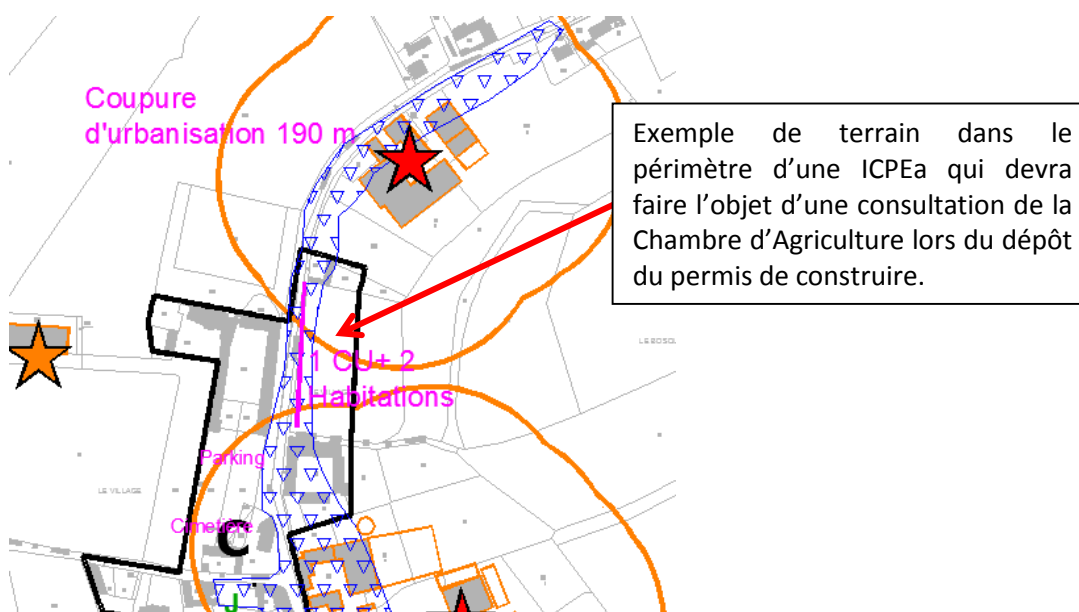 Coupure
d'urbanisation 190 m
Exemple de terrain dans le
périmètre d’une ICPEa qui devra
faire l’objet d’une consultation de la
Chambre d’Agriculture lors du dépôt
du permis de construire.
1 CU+ 2
Habitations
Parking
LE VILLAGE
Cimetière
C
J